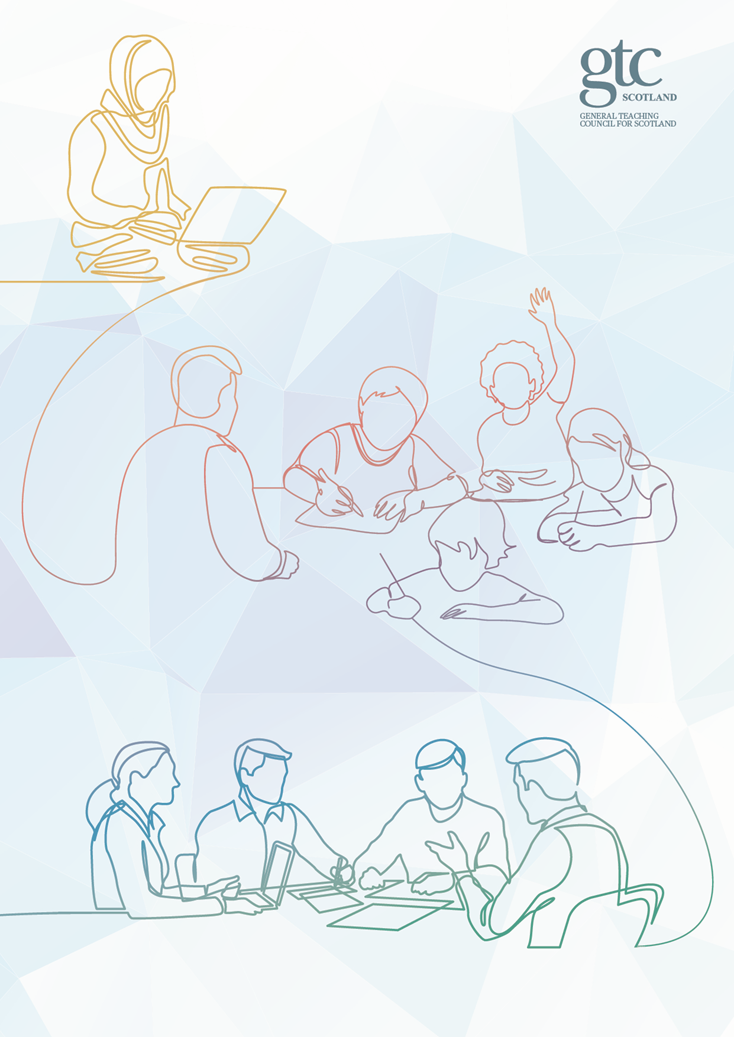 gtc
SCOTLAND
GENERAL TEACHING
COUNCIL FOR SCOTLAND